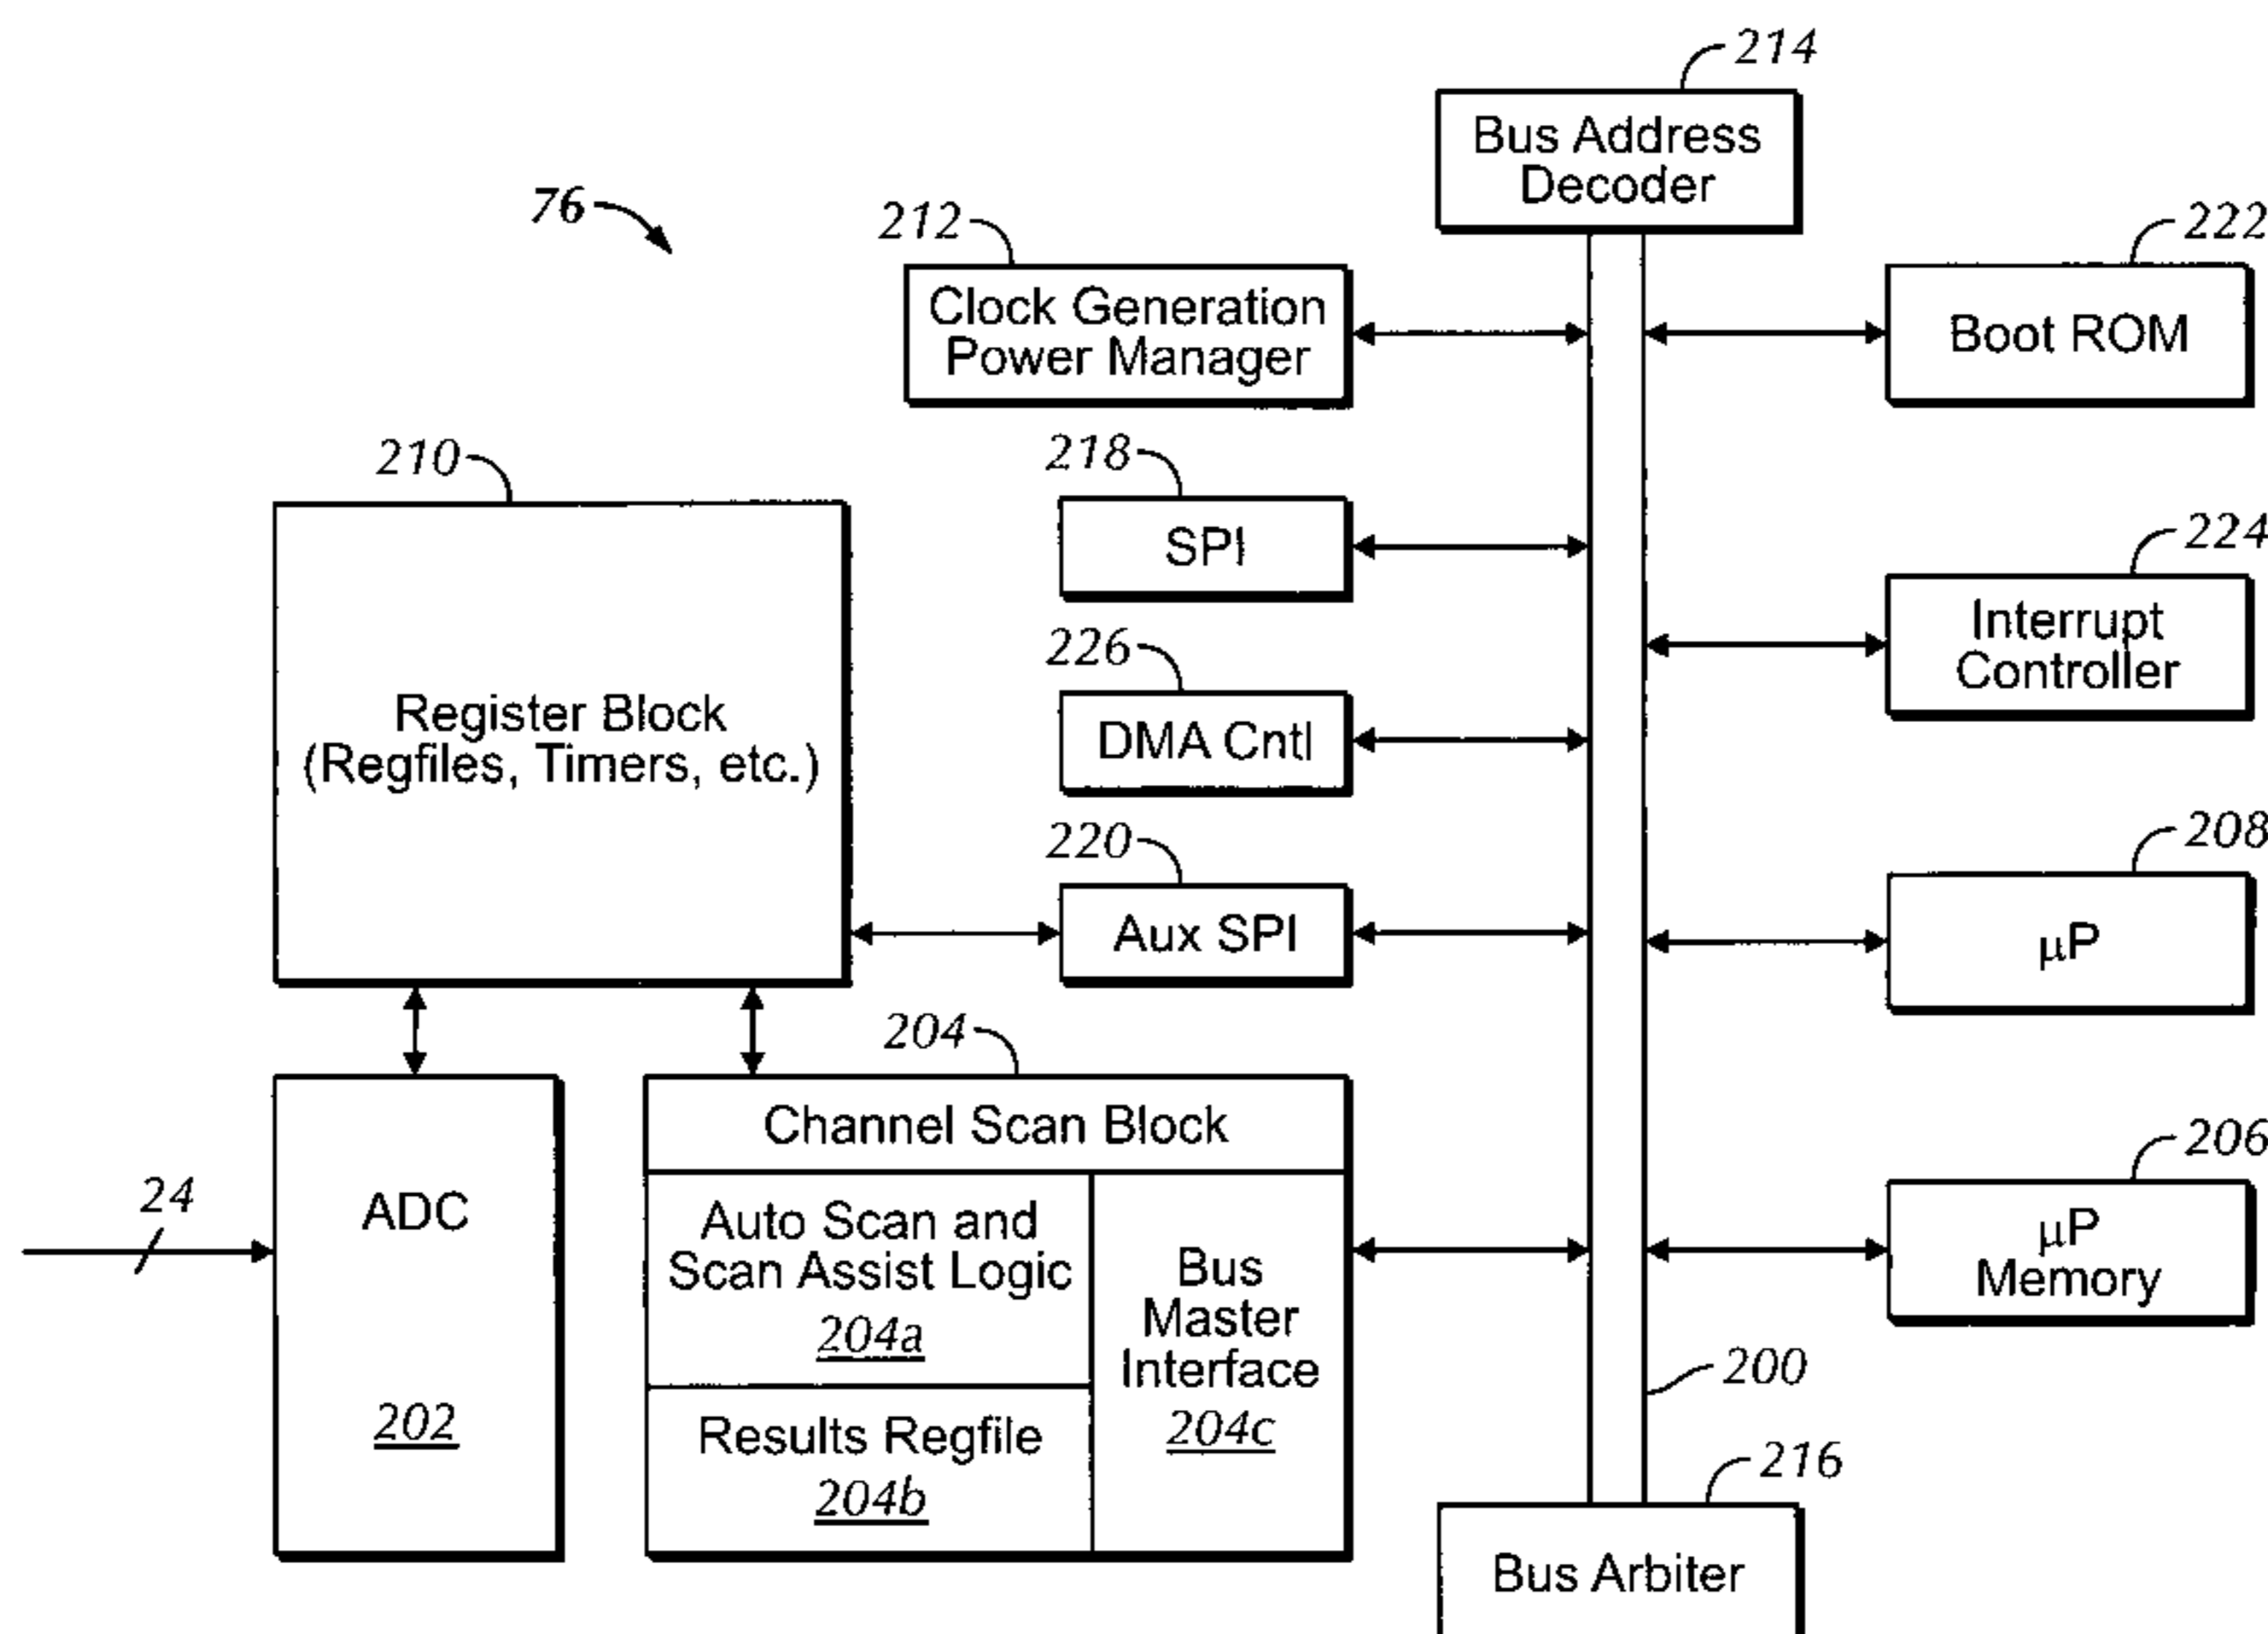 214
Bus Address
Decoder
76
212
222
Clock Generation
Power Manager
Boot ROM
210
218
SPI
224
Register Block
(Regfiles, Timers, etc.)
Interrupt
Controller
226
DMA Cntl
220
208
Aux SPI
μP
204
Channel Scan Block
206
24
ADC
202
Auto Scan and
Scan Assist Logic
204a
Bus
Master
Interface
204c
μP
Memory
Results Regfile
204b
200
216
Bus Arbiter